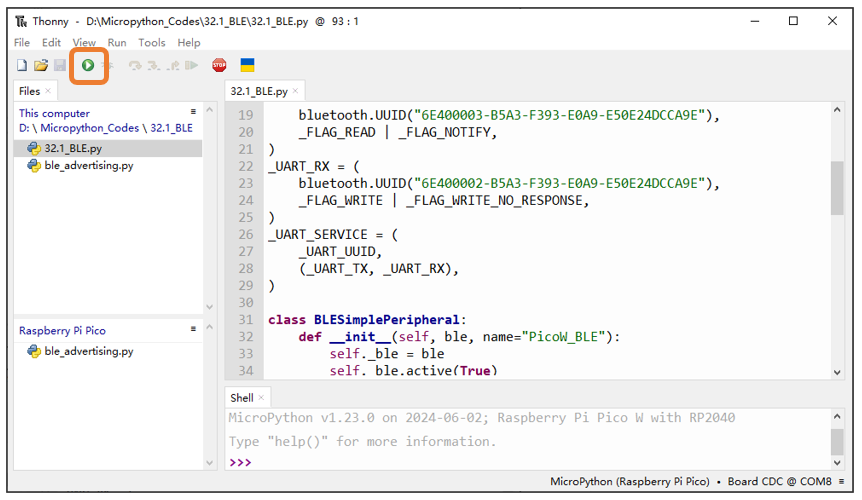 Thonny - D:\Micropython_Codes\32.1_BLE\32.1_BLE.py @ 93 : 1
File Edit View Run Tools Help
STOP
Files ×
This computer
D: \ Micropython_Codes \ 32.1_BLE
32.1_BLE.py
ble_advertising.py
Raspberry Pi Pico
ble_advertising.py
32.1_BLE.py ×
19 bluetooth.UUID("6E400003-B5A3-F393-E0A9-E50E24DCCA9E"),
20 _FLAG_READ | _FLAG_NOTIFY,
21 )
22 _UART_RX = (
23 bluetooth.UUID("6E400002-B5A3-F393-E0A9-E50E24DCCA9E"),
24 _FLAG_WRITE | _FLAG_WRITE_NO_RESPONSE,
25 )
26 _UART_SERVICE = (
27 _UART_UUID,
28 (_UART_TX, _UART_RX),
29 )
30
31 class BLESimplePeripheral:
32 def __init__(self, ble, name="PicoW_BLE"):
33 self._ble = ble
34 self._ble.active(True)
Shell ×
MicroPython v1.23.0 on 2024-06-02; Raspberry Pi Pico W with RP2040
Type "help()" for more information.
>>>
MicroPython (Raspberry Pi Pico) • Board CDC @ COM8 ≡